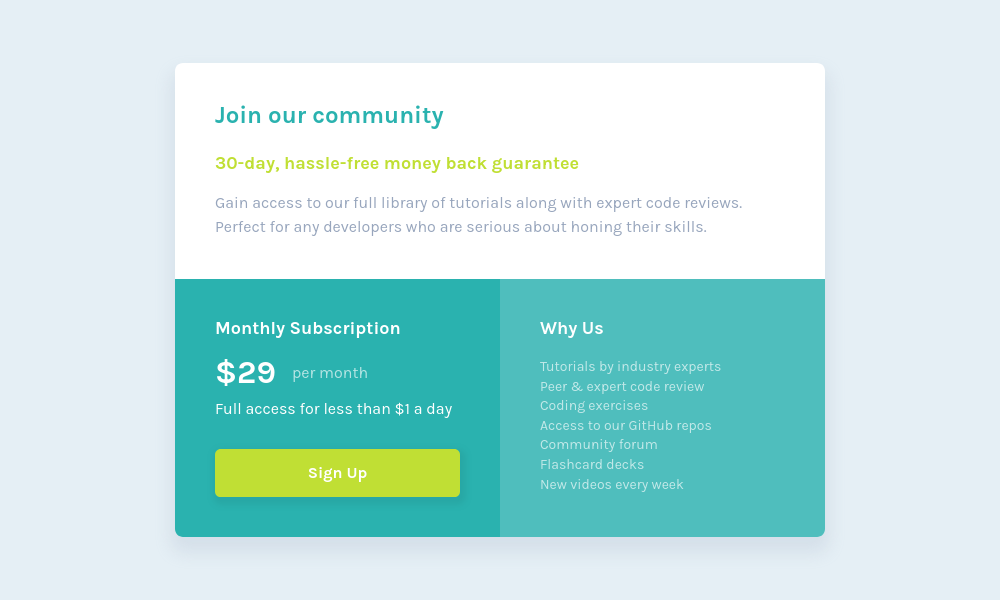 Join our community
30-day, hassle-free money back guarantee
Gain access to our full library of tutorials along with expert code reviews.
Perfect for any developers who are serious about honing their skills.
Monthly Subscription
$29 per month
Full access for less than $1 a day
Sign Up
Why Us
Tutorials by industry experts
Peer & expert code review
Coding exercises
Access to our GitHub repos
Community forum
Flashcard decks
New videos every week